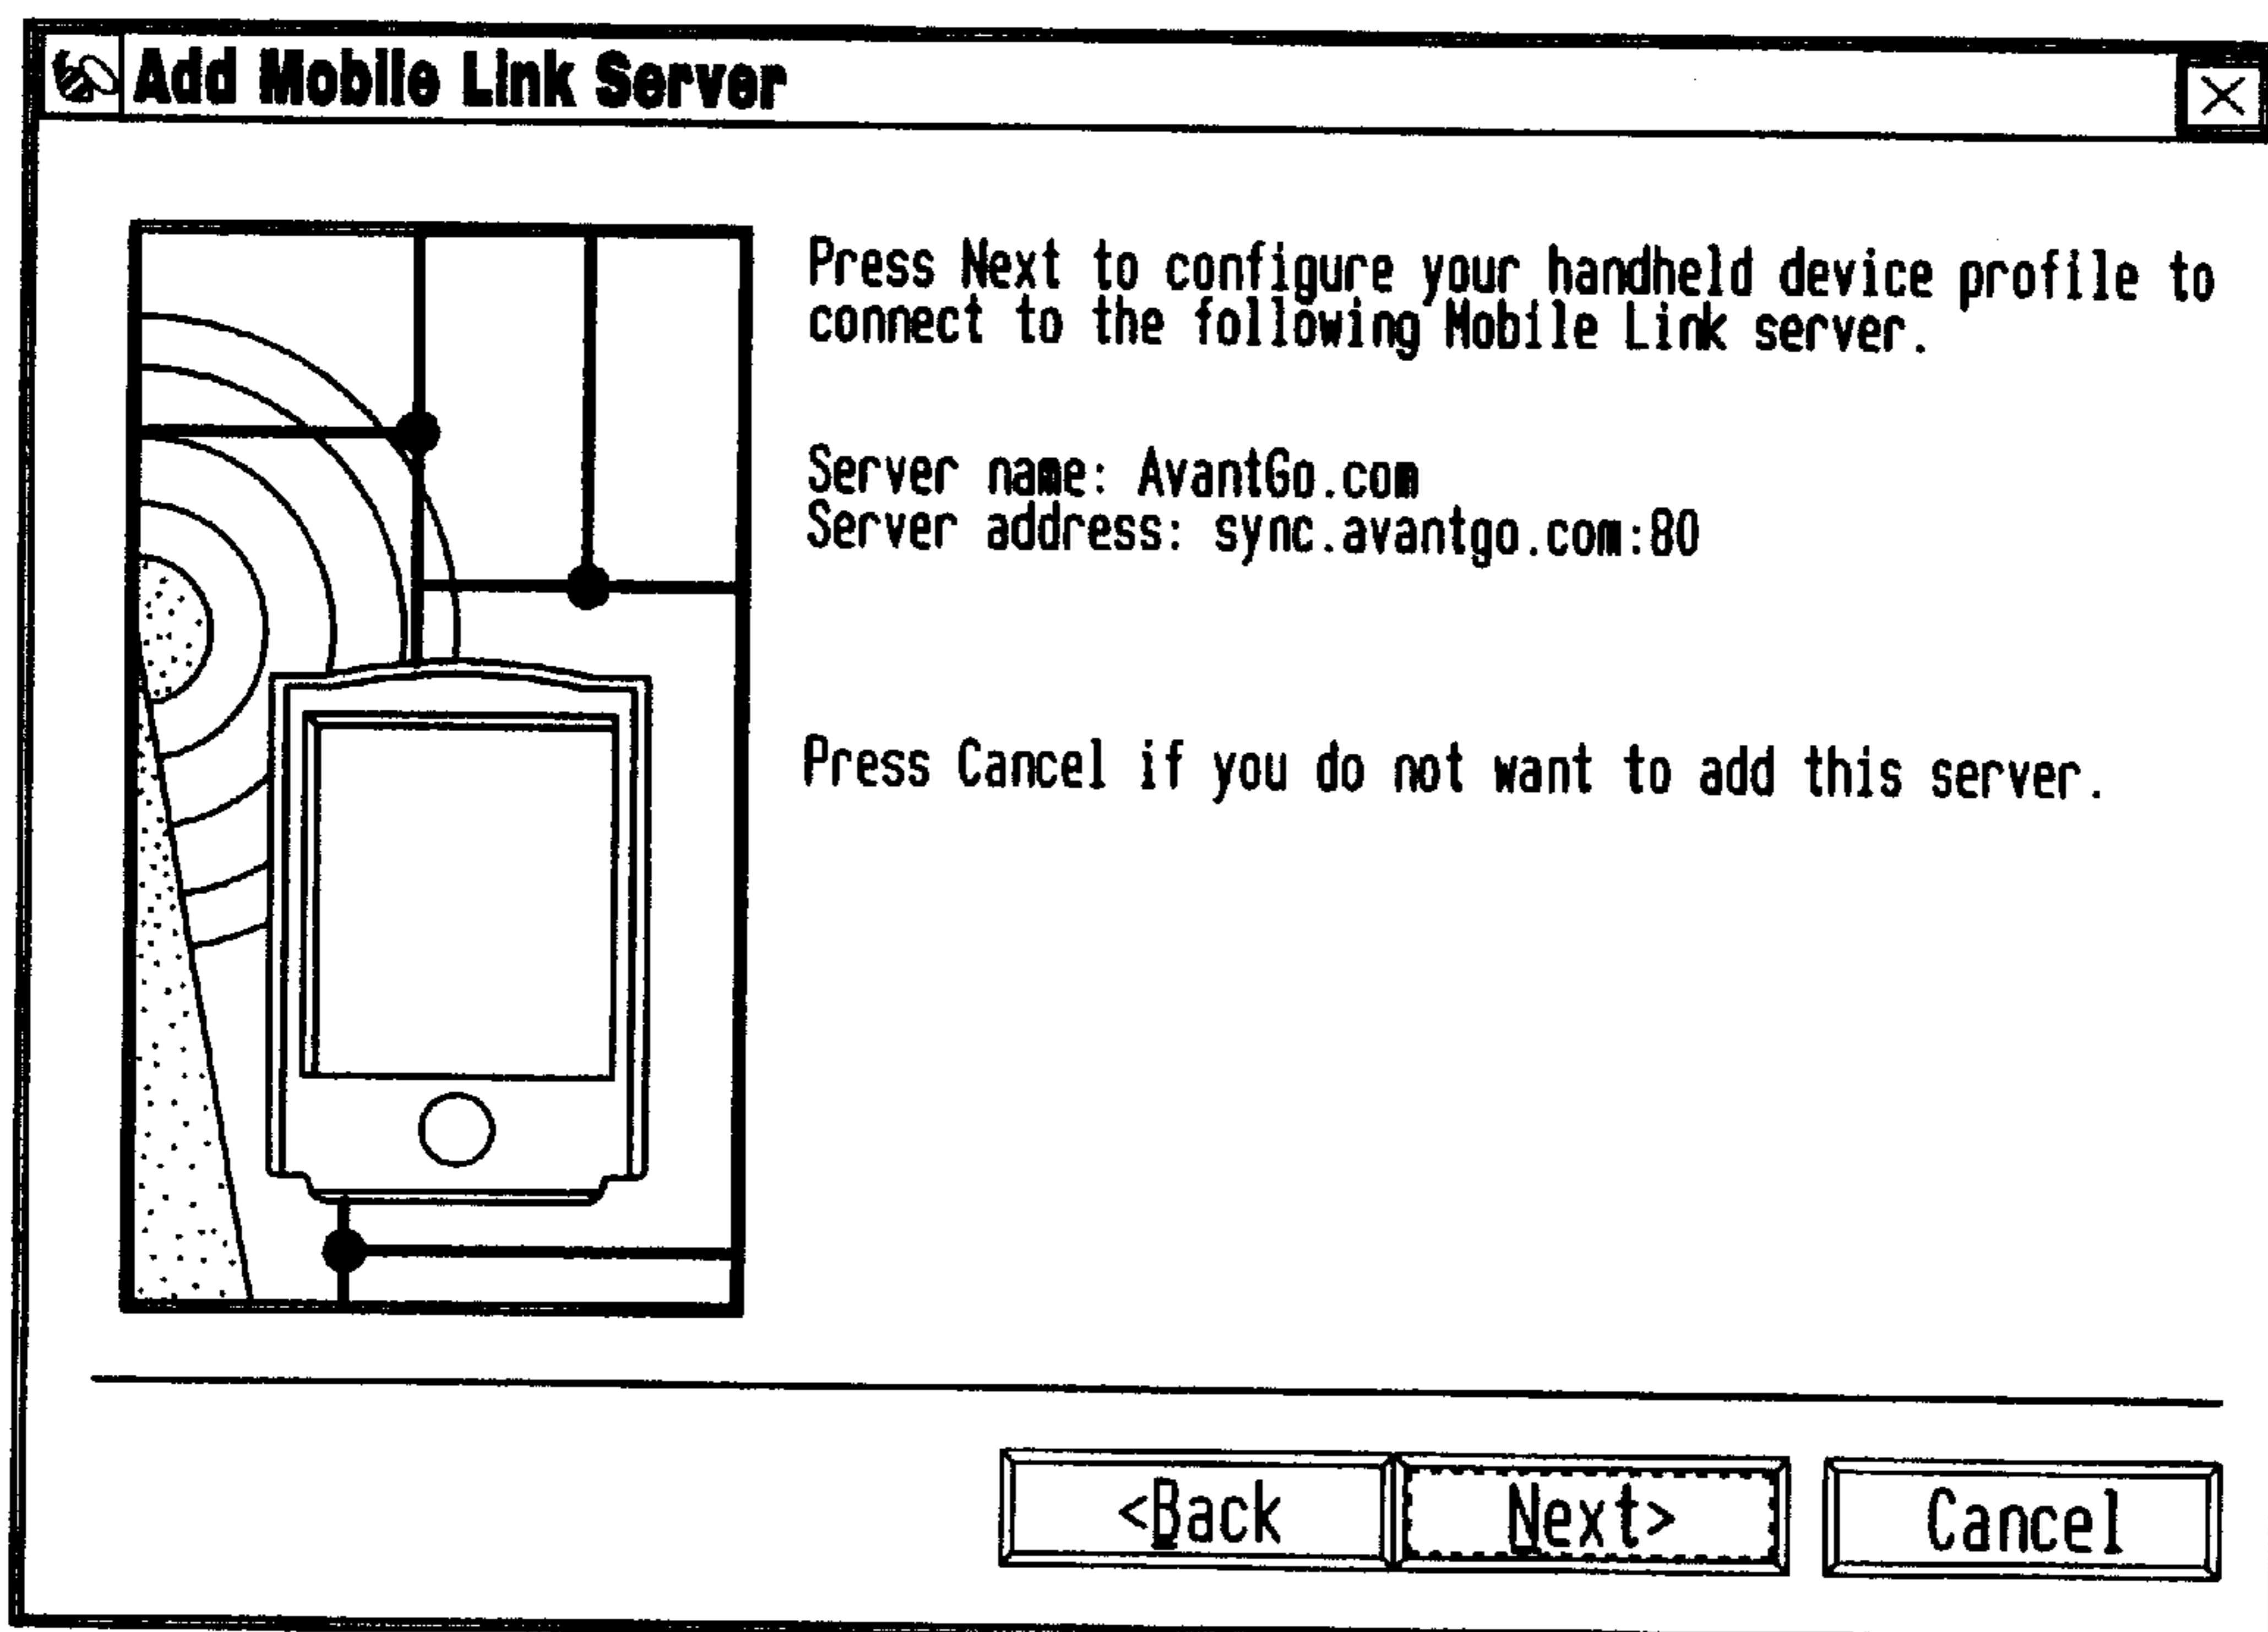 Add Mobile Link Server
Press Next to configure your handheld device profile to
connect to the following Mobile Link server.
Server name: AvantGo.com
Server address: sync.avantgo.com:80
Press Cancel if you do not want to add this server.
<Back
Next>
Cancel